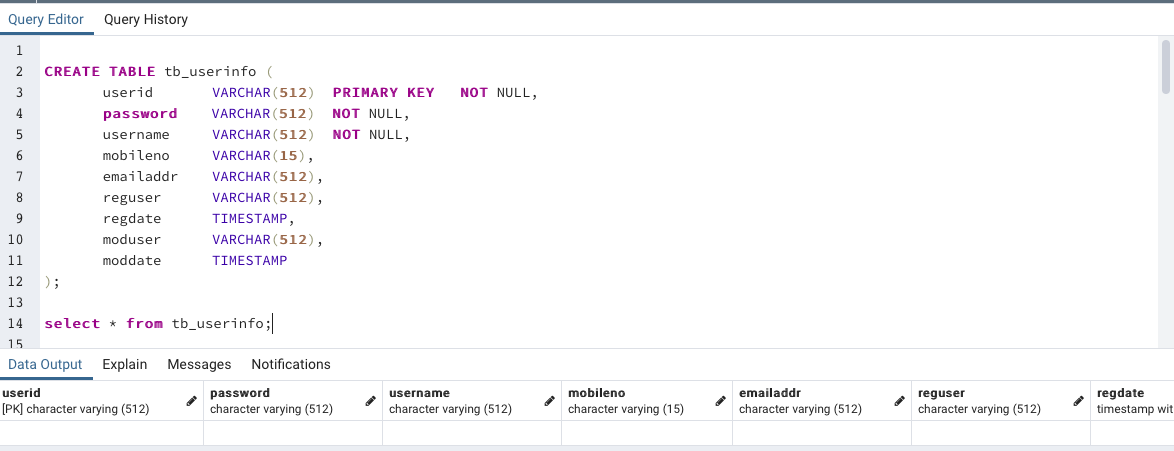 Query Editor Query History
1
2 CREATE TABLE tb_userinfo (
3 userid VARCHAR(512) PRIMARY KEY NOT NULL,
4 password VARCHAR(512) NOT NULL,
5 username VARCHAR(512) NOT NULL,
6 mobileno VARCHAR(15),
7 emailaddr VARCHAR(512),
8 reguser VARCHAR(512),
9 regdate TIMESTAMP,
10 moduser VARCHAR(512),
11 moddate TIMESTAMP
12 );
13
14 select * from tb_userinfo;
15
Data Output Explain Messages Notifications
userid password username mobileno emailaddr reguser regdate
[PK] character varying (512) character varying (512) character varying (512) character varying (15) character varying (512) character varying (512) timestamp wit